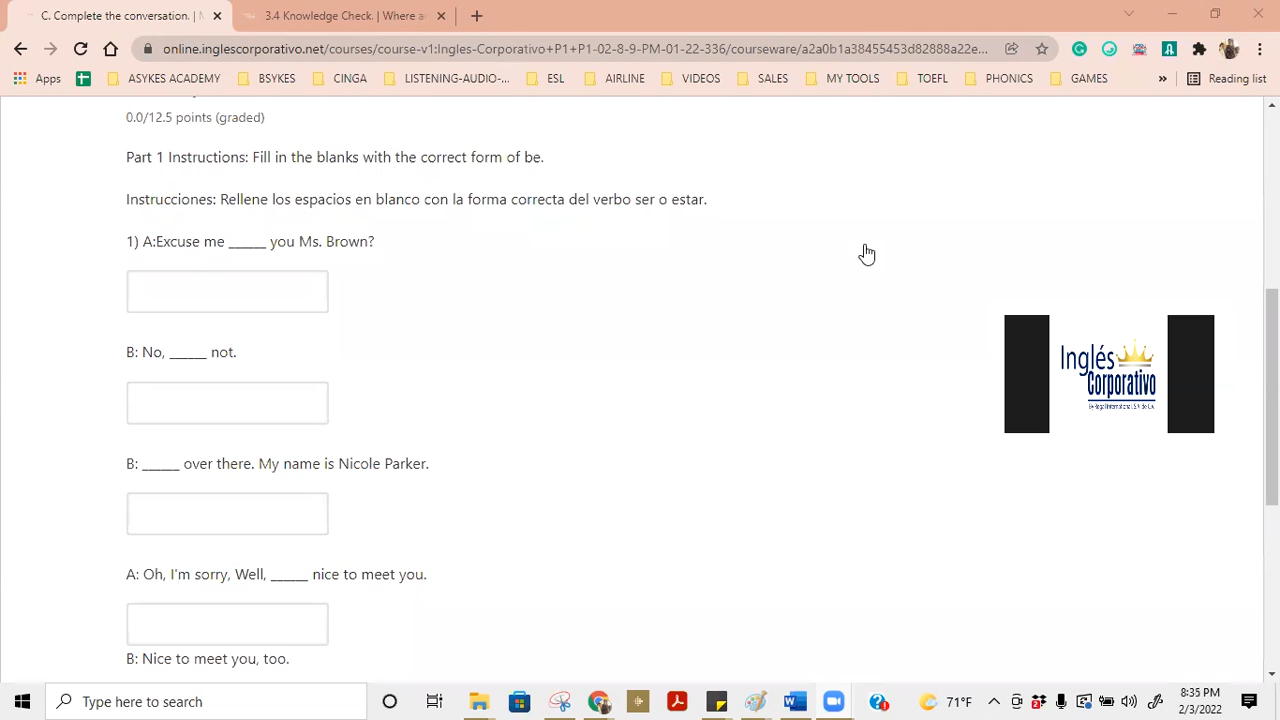 C. Complete the conversation. |
3.4 Knowledge Check. | Where a
online.inglescorporativo.net/courses/course-v1:Ingles-Corporativo+P1+P1-02-8-9-PM-01-22-336/courseware/a2a0b1a38455453d82888a22e...
Apps ASYKES ACADEMY BSYKES CINGA LISTENING-AUDIO-... ESL AIRLINE VIDEOS SALES MY TOOLS TOEFL PHONICS GAMES » Reading list
0.0/12.5 points (graded)
Part 1 Instructions: Fill in the blanks with the correct form of be.
Instrucciones: Rellene los espacios en blanco con la forma correcta del verbo ser o estar.
1) A:Excuse me ______ you Ms. Brown?
B: No, ______ not.
B: ______ over there. My name is Nicole Parker.
A: Oh, I'm sorry, Well, ______ nice to meet you.
B: Nice to meet you, too.
Inglés
Corporativo
Type here to search
71°F
8:35 PM
2/3/2022